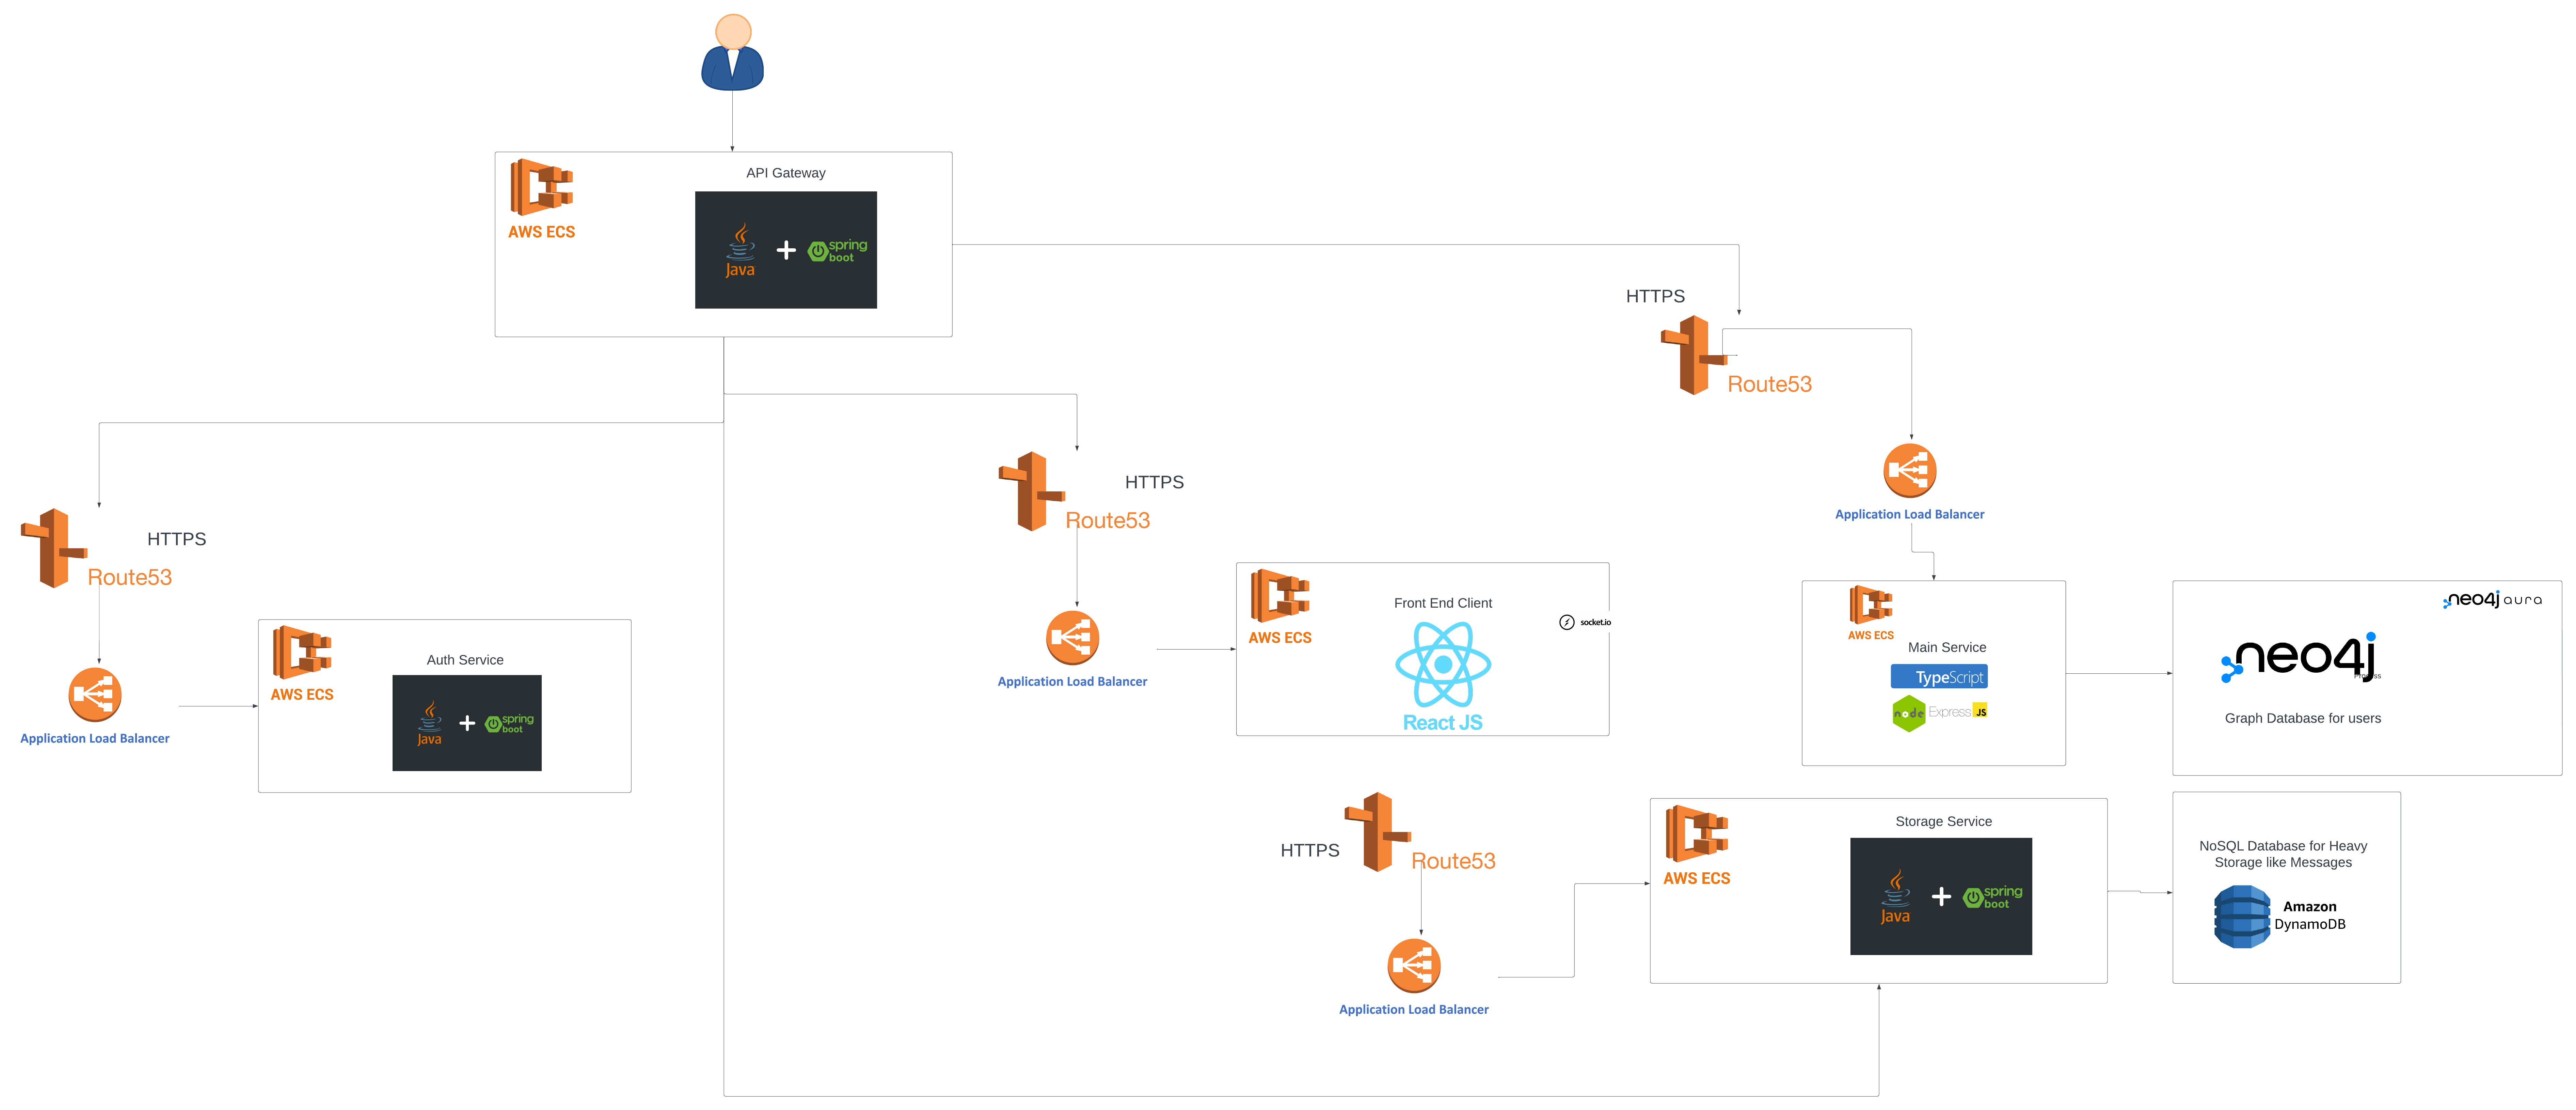 API Gateway
AWS ECS
Java
spring
boot
HTTPS
Route53
HTTPS
Route53
Application Load Balancer
HTTPS
Route53
Application Load Balancer
AWS ECS
Auth Service
Java
spring
boot
Application Load Balancer
AWS ECS
Front End Client
socket.io
React JS
AWS ECS
Main Service
TypeScript
node
Express
JS
neo4j aura
neo4j
Graph Database for users
HTTPS
Route53
Application Load Balancer
AWS ECS
Storage Service
Java
spring
boot
NoSQL Database for Heavy
Storage like Messages
Amazon
DynamoDB